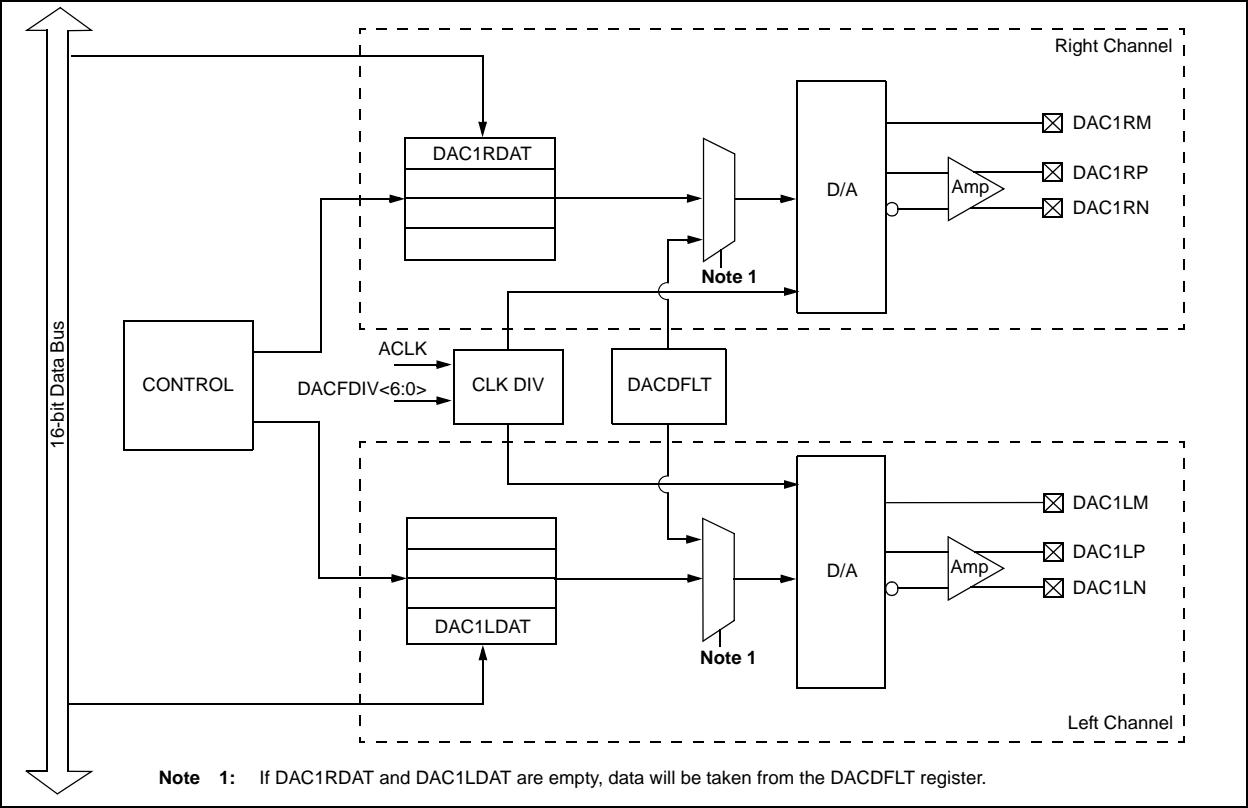 Right Channel
DAC1RDAT
D/A
DAC1RM
Amp
DAC1RP
DAC1RN
Note 1
16-bit Data Bus
CONTROL
ACLK
DACFDIV<6:0>
CLK DIV
DACDFLT
D/A
DAC1LM
Amp
DAC1LP
DAC1LN
DAC1LDAT
Note 1
Left Channel
Note 1: If DAC1RDAT and DAC1LDAT are empty, data will be taken from the DACDFLT register.